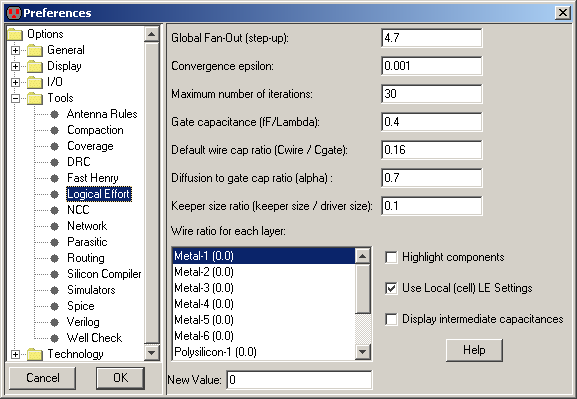 Preferences
Options
General
Display
I/O
Tools
Antenna Rules
Compaction
Coverage
DRC
Fast Henry
Logical Effort
NCC
Network
Parasitic
Routing
Silicon Compiler
Simulators
Spice
Verilog
Well Check
Technology
Cancel
OK
Global Fan-Out (step-up): 4.7
Convergence epsilon: 0.001
Maximum number of iterations: 30
Gate capacitance (fF/Lambda): 0.4
Default wire cap ratio (Cwire / Cgate): 0.16
Diffusion to gate cap ratio (alpha) : 0.7
Keeper size ratio (keeper size / driver size): 0.1
Wire ratio for each layer:
Metal-1 (0.0)
Metal-2 (0.0)
Metal-3 (0.0)
Metal-4 (0.0)
Metal-5 (0.0)
Metal-6 (0.0)
Polysilicon-1 (0.0)
New Value: 0
Highlight components
Use Local (cell) LE Settings
Display intermediate capacitances
Help